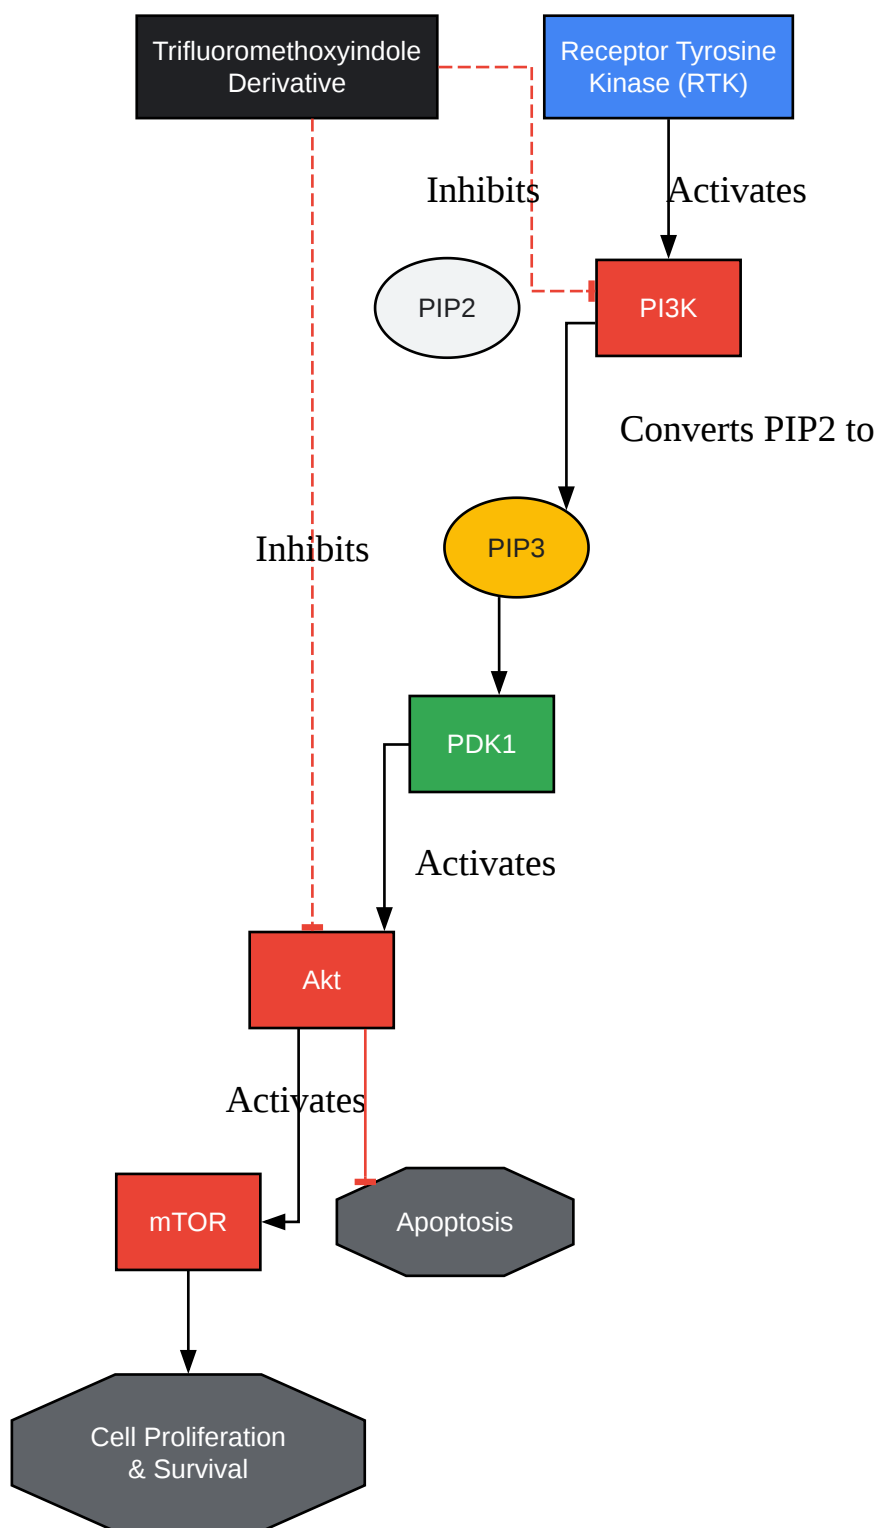 Trifluoromethoxyindole
Derivative
Receptor Tyrosine
Kinase (RTK)
Inhibits
Activates
PIP2
PI3K
Converts PIP2 to
Inhibits
PIP3
PDK1
Activates
Akt
Activates
mTOR
Apoptosis
Cell Proliferation
& Survival